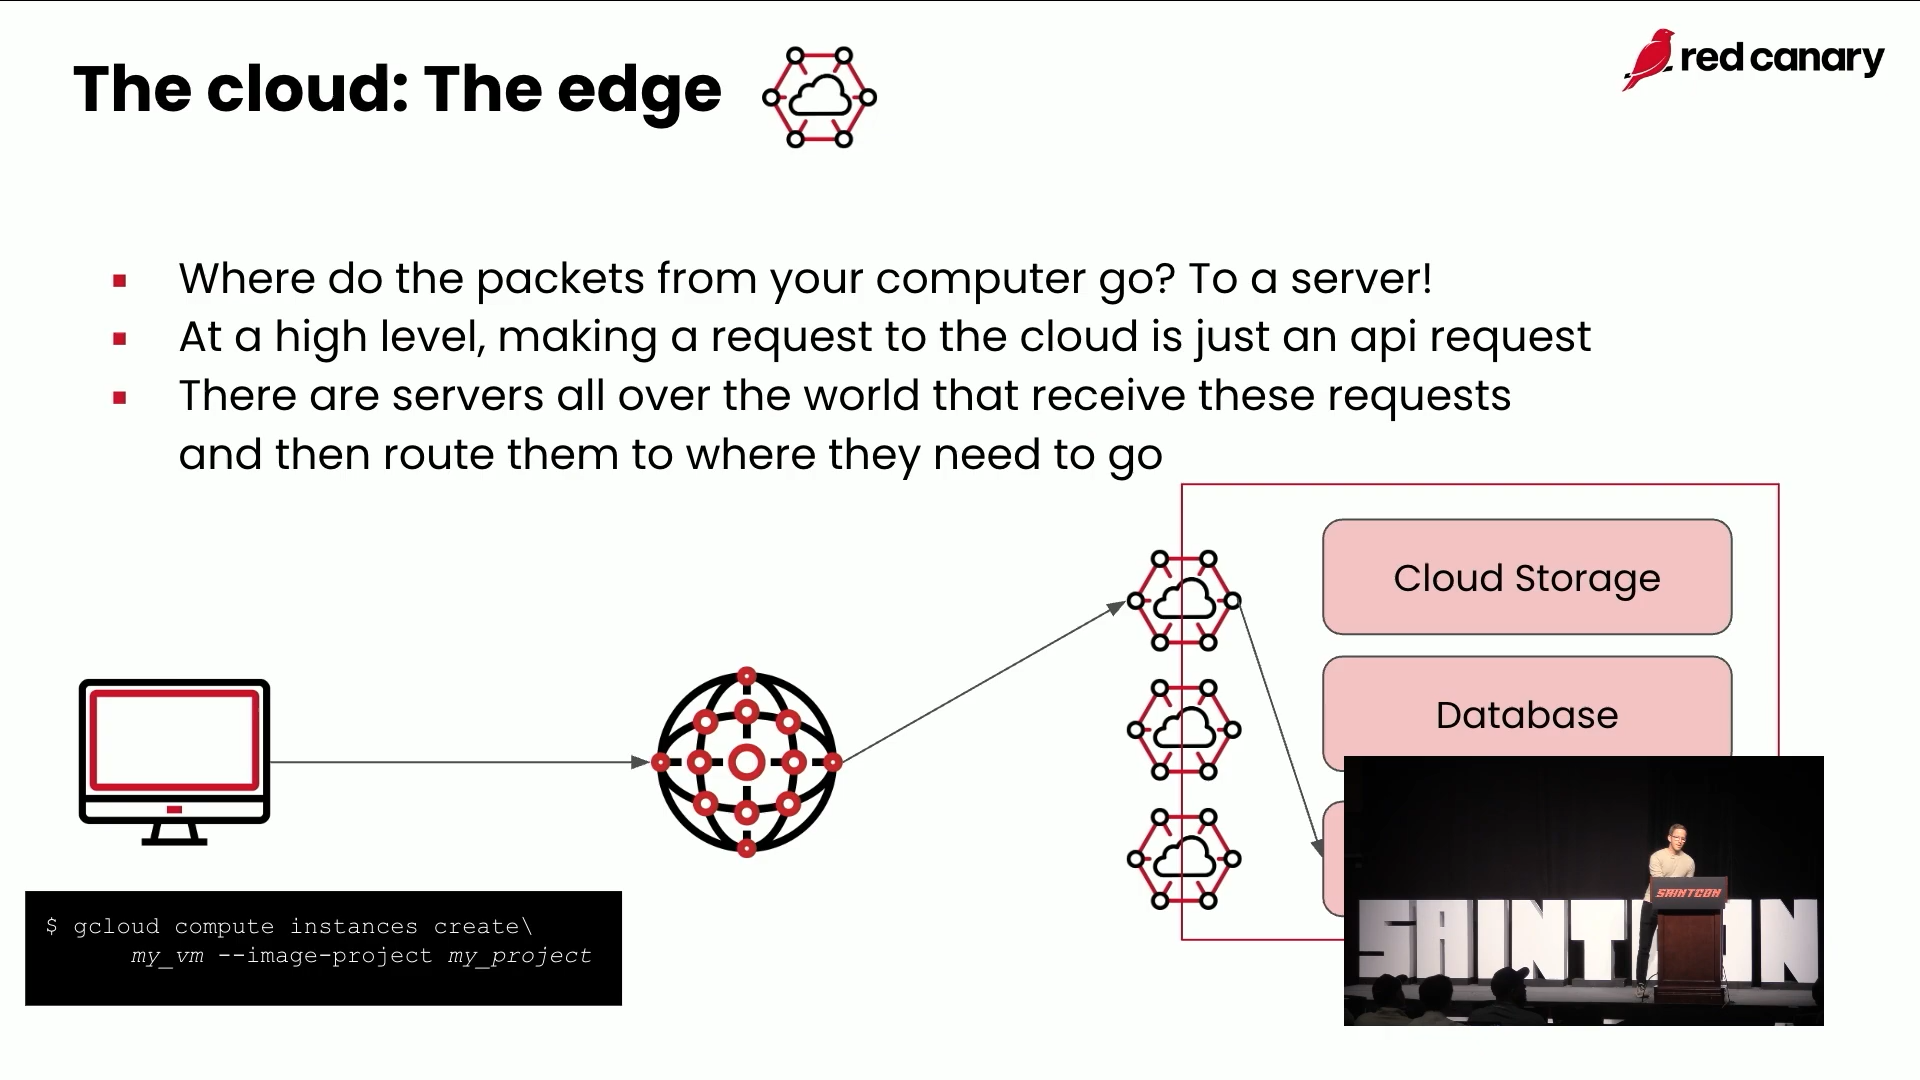 The cloud: The edge
red canary
Where do the packets from your computer go? To a server!
At a high level, making a request to the cloud is just an api request
There are servers all over the world that receive these requests
and then route them to where they need to go
Cloud Storage
Database
$ gcloud compute instances create\
my_vm --image-project my_project
SAINTCON